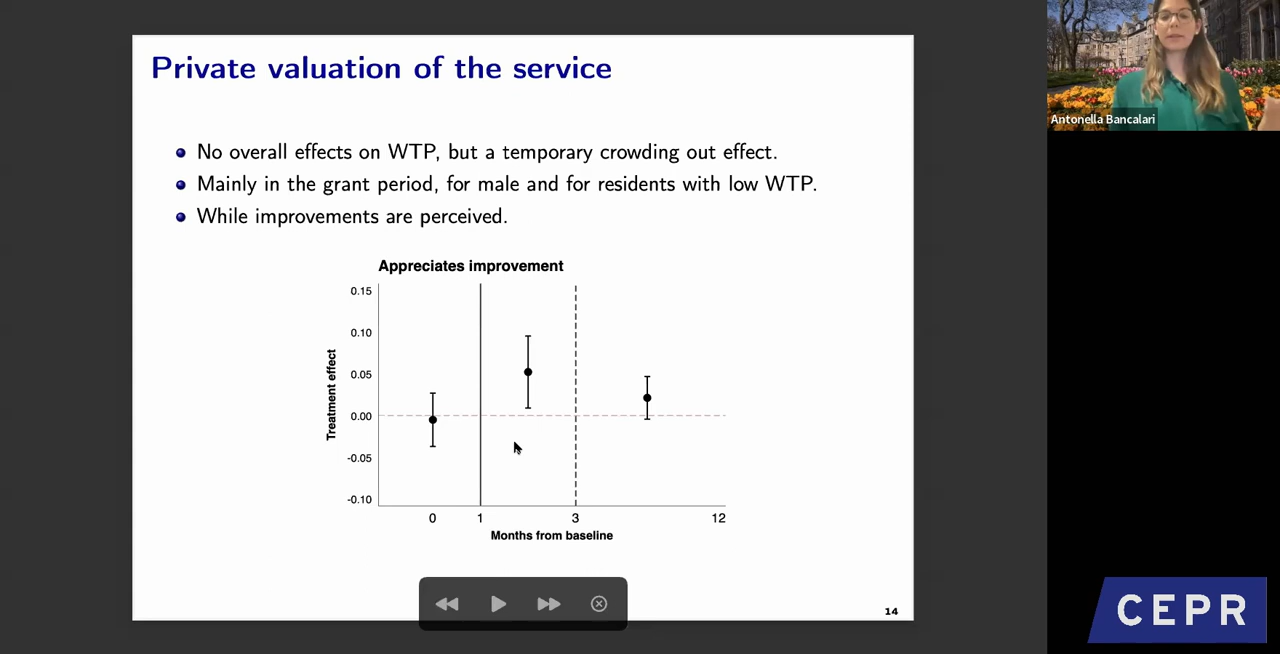 Private valuation of the service
No overall effects on WTP, but a temporary crowding out effect.
Mainly in the grant period, for male and for residents with low WTP.
While improvements are perceived.
Appreciates improvement
0.15
0.10
0.05
0.00
-0.05
-0.10
Treatment effect
0 1 3 12
Months from baseline
14
Antonella Bancalari
CEPR